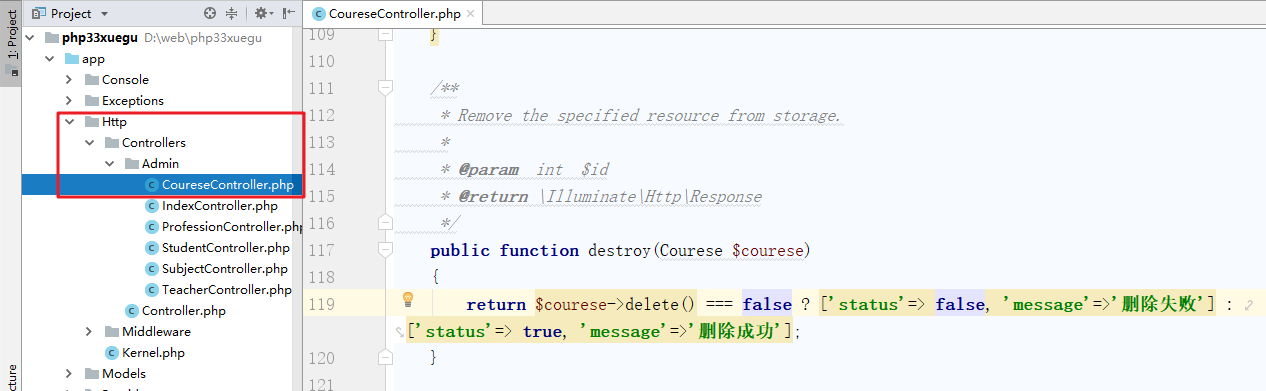 1: Project
Project
php33xuegu D:\web\php33xuegu
app
Console
Exceptions
Http
Controllers
Admin
CoureseController.php
IndexController.php
ProfessionController.php
StudentController.php
SubjectController.php
TeacherController.php
Controller.php
Middleware
Kernel.php
Models
CoureseController.php
109 }
110
111 /**
112 * Remove the specified resource from storage.
113 *
114 * @param int $id
115 * @return \Illuminate\Http\Response
116 */
117 public function destroy(Courese $courese)
118 {
119 return $courese->delete() === false ? ['status'=> false, 'message'=>'删除失败'] :
['status'=> true, 'message'=>'删除成功'];
120 }
121